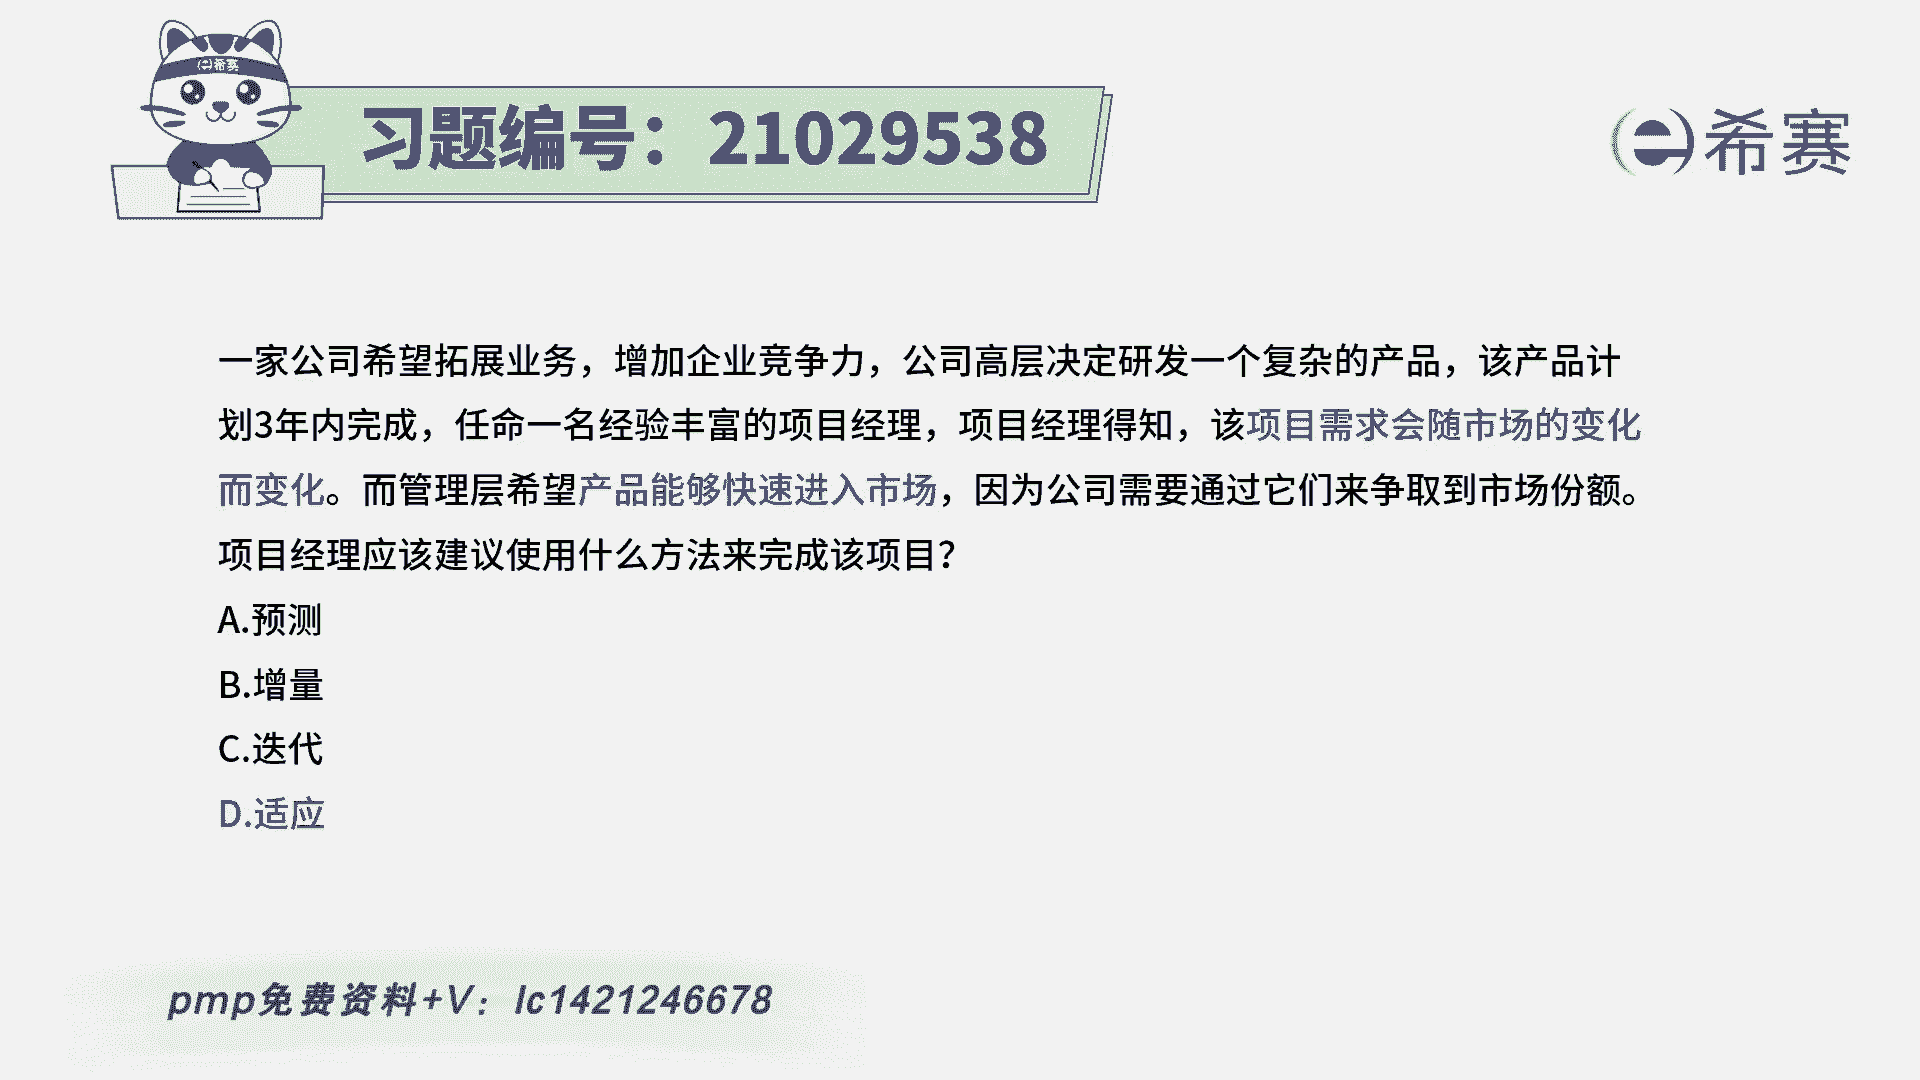 希赛
习题编号：21029538
希赛
一家公司希望拓展业务，增加企业竞争力，公司高层决定研发一个复杂的产品，该产品计
划3年内完成，任命一名经验丰富的项目经理，项目经理得知，该项目需求会随市场的变化
而变化。而管理层希望产品能够快速进入市场，因为公司需要通过它们来争取到市场份额。
项目经理应该建议使用什么方法来完成该项目？
A.预测
B.增量
C.迭代
D.适应
pmp免费资料+V：lc1421246678